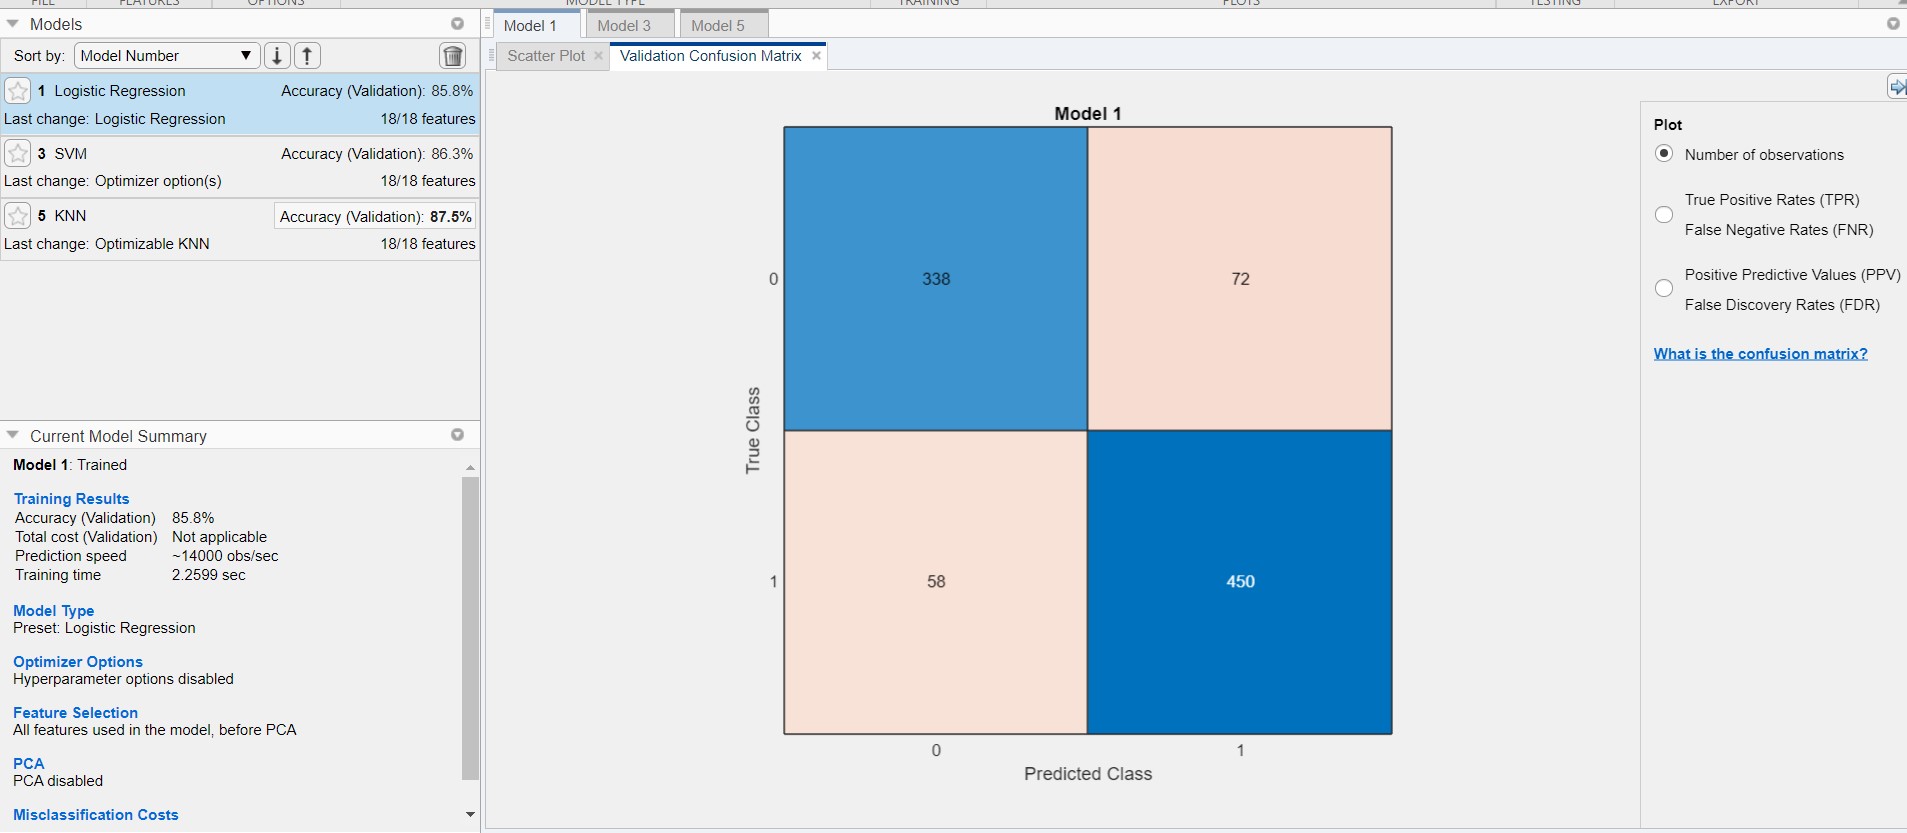 FILE FEATURES OPTIONS MODEL TYPE TRAINING PLOTS TESTING EXPORT
Models
Sort by: Model Number
1 Logistic Regression Accuracy (Validation): 85.8%
Last change: Logistic Regression 18/18 features
3 SVM Accuracy (Validation): 86.3%
Last change: Optimizer option(s) 18/18 features
5 KNN Accuracy (Validation): 87.5%
Last change: Optimizable KNN 18/18 features
Current Model Summary
Model 1: Trained
Training Results
Accuracy (Validation) 85.8%
Total cost (Validation) Not applicable
Prediction speed ~14000 obs/sec
Training time 2.2599 sec
Model Type
Preset: Logistic Regression
Optimizer Options
Hyperparameter options disabled
Feature Selection
All features used in the model, before PCA
PCA
PCA disabled
Misclassification Costs
Model 1 Model 3 Model 5
Scatter Plot Validation Confusion Matrix
Model 1
0 338 72
True Class
1 58 450
0 1
Predicted Class
Plot
Number of observations
True Positive Rates (TPR)
False Negative Rates (FNR)
Positive Predictive Values (PPV)
False Discovery Rates (FDR)
What is the confusion matrix?